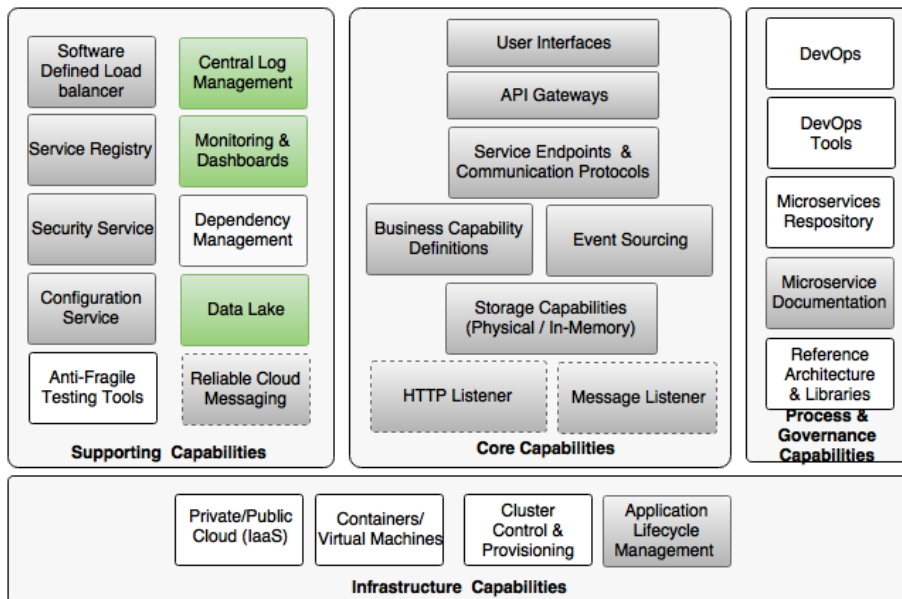 Software
Defined Load
balancer
Central Log
Management
Service Registry
Monitoring &
Dashboards
Security Service
Dependency
Management
Configuration
Service
Data Lake
Anti-Fragile
Testing Tools
Reliable Cloud
Messaging
Supporting Capabilities
User Interfaces
API Gateways
Service Endpoints &
Communication Protocols
Business Capability
Definitions
Event Sourcing
Storage Capabilities
(Physical / In-Memory)
HTTP Listener
Message Listener
Core Capabilities
DevOps
DevOps
Tools
Microservices
Respository
Microservice
Documentation
Reference
Architecture
& Libraries
Process &
Governance
Capabilities
Private/Public
Cloud (IaaS)
Containers/
Virtual Machines
Cluster
Control &
Provisioning
Application
Lifecycle
Management
Infrastructure Capabilities